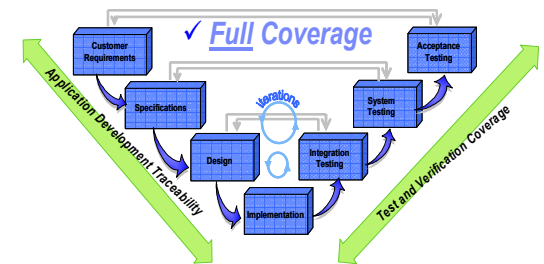 ✓ Full Coverage
Customer
Requirements
Acceptance
Testing
Specifications
System
Testing
iterations
Design
Integration
Testing
Implementation
Application Development Traceability
Test and Verification Coverage